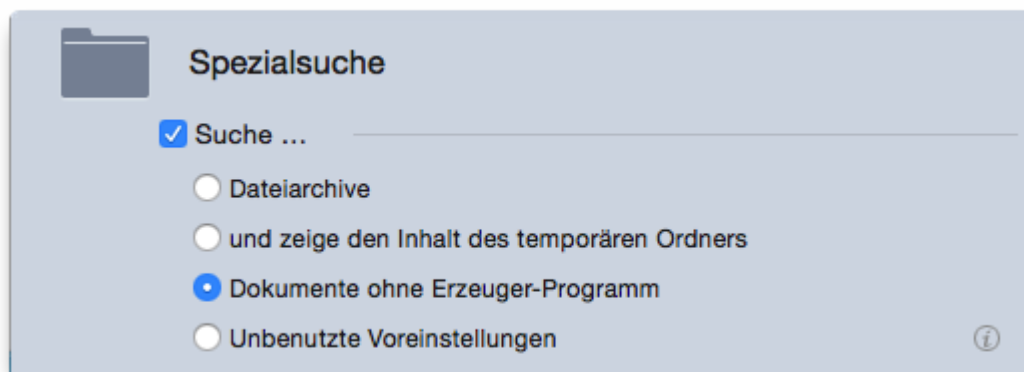 Spezialsuche
Suche ...
Dateiarchive
und zeige den Inhalt des temporären Ordners
Dokumente ohne Erzeuger-Programm
Unbenutzte Voreinstellungen